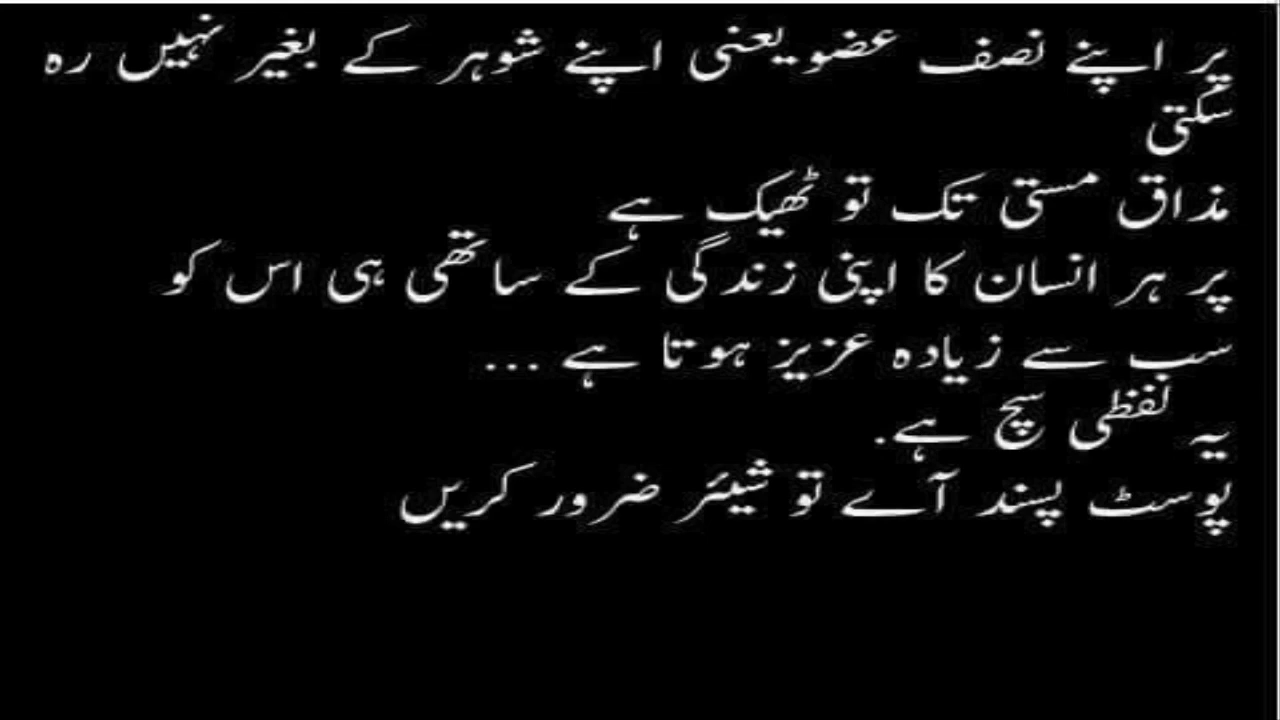 پر اپنے نصف عضو یعنی اپنے شوہر کے بغیر نہیں رہ
سکتی
مذاق مستی تک تو ٹھیک ہے
پر ہر انسان کا اپنی زندگی کے ساتھی ہی اس کو
سب سے زیادہ عزیز ہوتا ہے ...
یہ لفظی سچ ہے.
پوسٹ پسند آے تو شیئر ضرور کریں